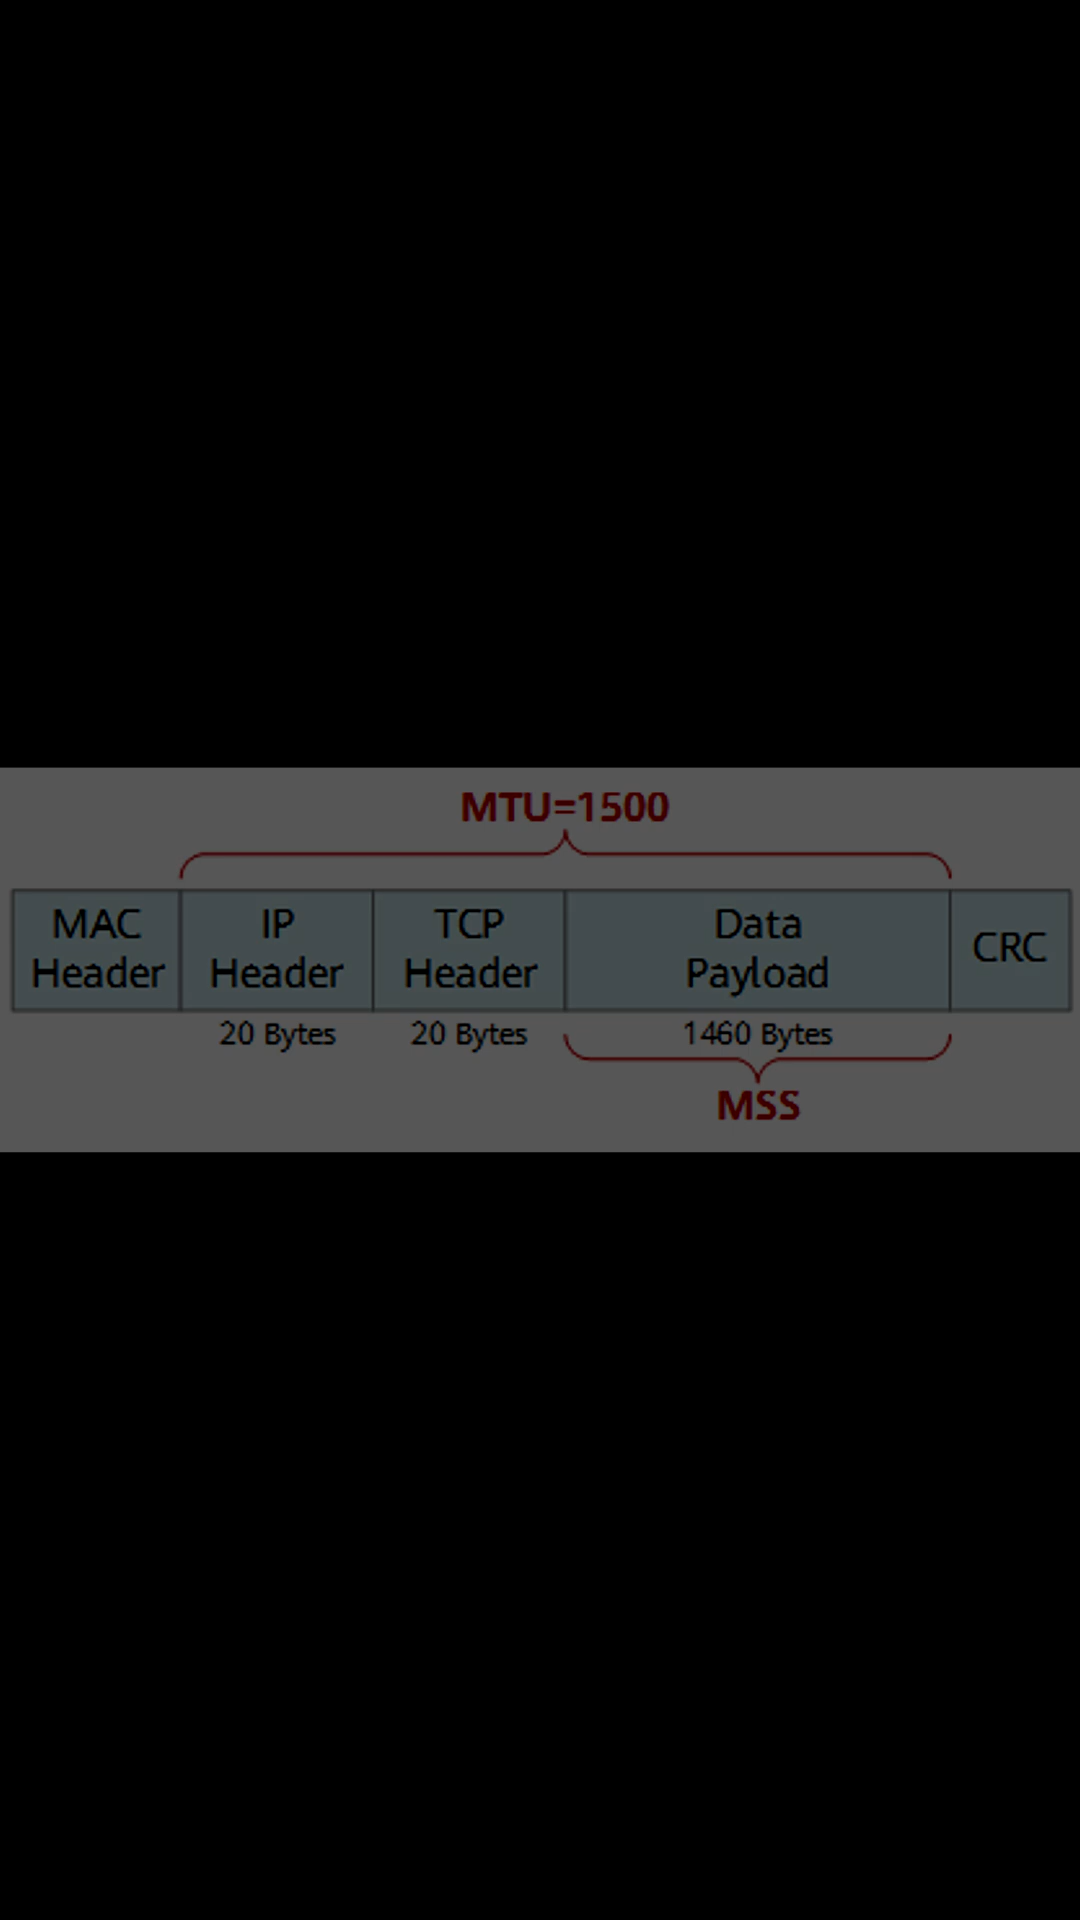 MTU=1500
MAC
Header
IP
Header
TCP
Header
Data
Payload
CRC
20 Bytes
20 Bytes
1460 Bytes
MSS